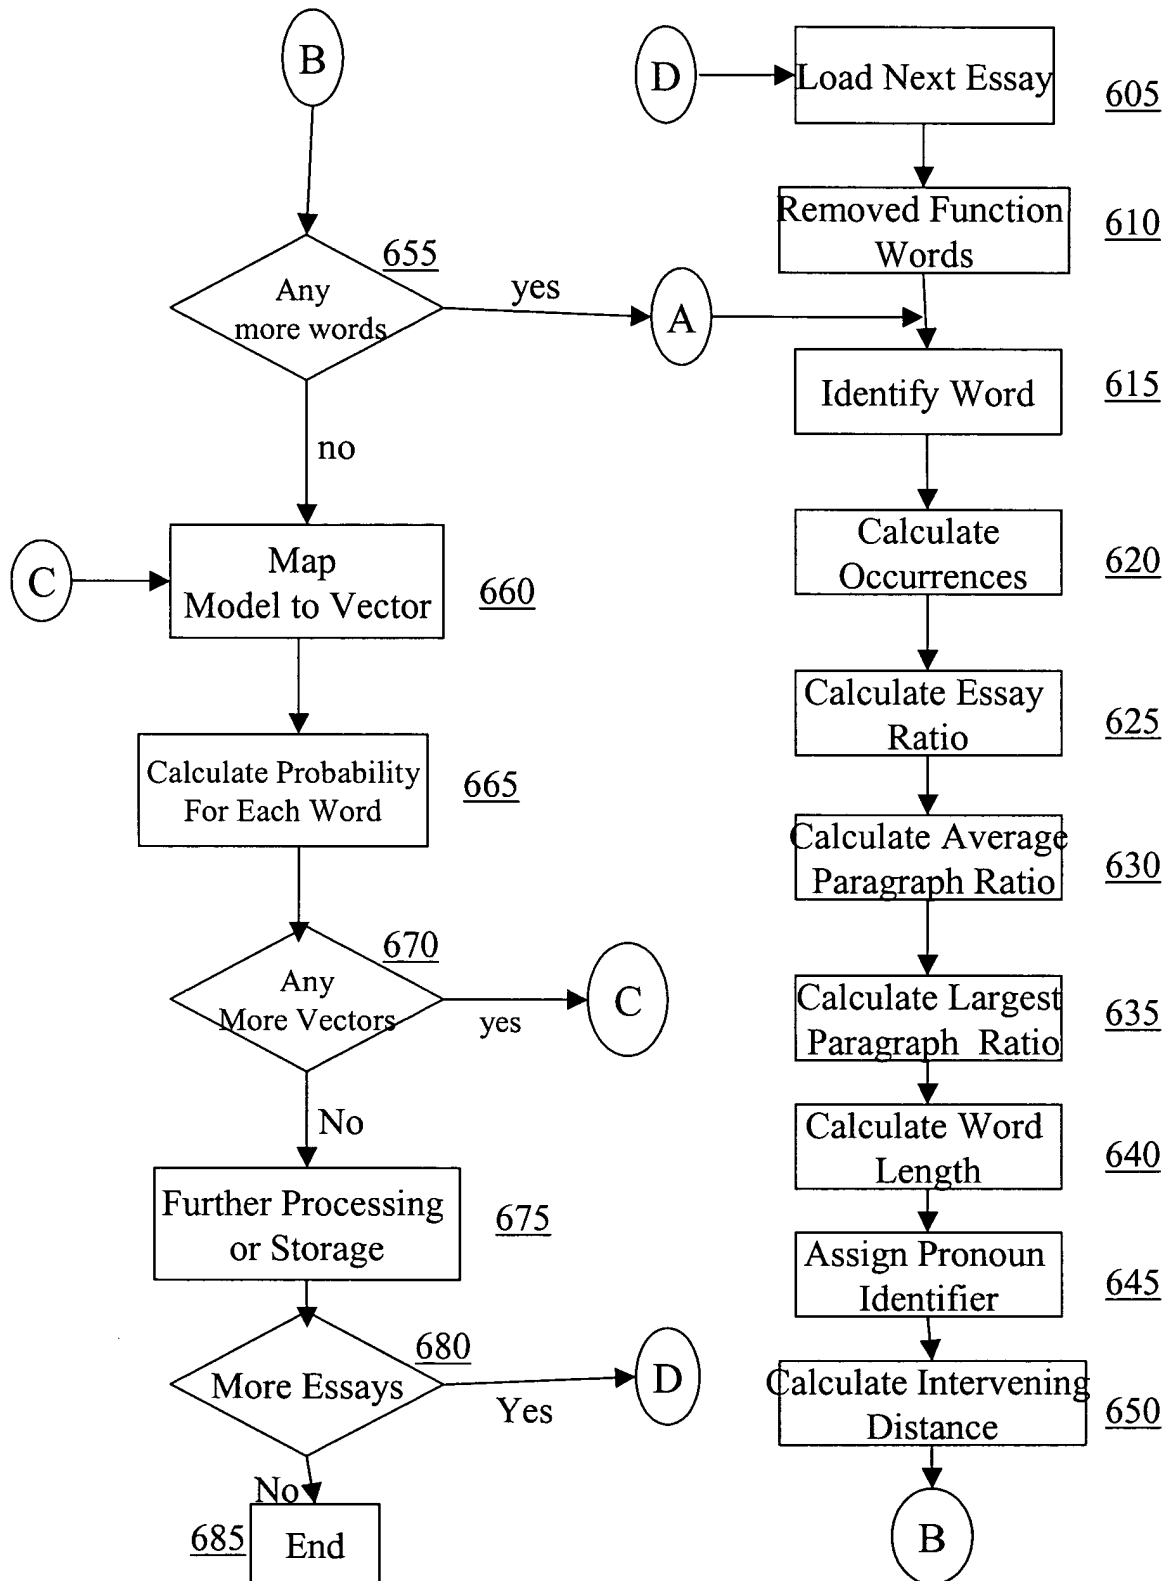 B
655
Any
more words
yes
A
no
C
Map
Model to Vector
660
Calculate Probability
For Each Word
665
670
Any
More Vectors
yes
C
No
Further Processing
or Storage
675
680
More Essays
Yes
D
No
685
End
D
Load Next Essay
605
Removed Function
Words
610
Identify Word
615
Calculate
Occurrences
620
Calculate Essay
Ratio
625
Calculate Average
Paragraph Ratio
630
Calculate Largest
Paragraph Ratio
635
Calculate Word
Length
640
Assign Pronoun
Identifier
645
Calculate Intervening
Distance
650
B